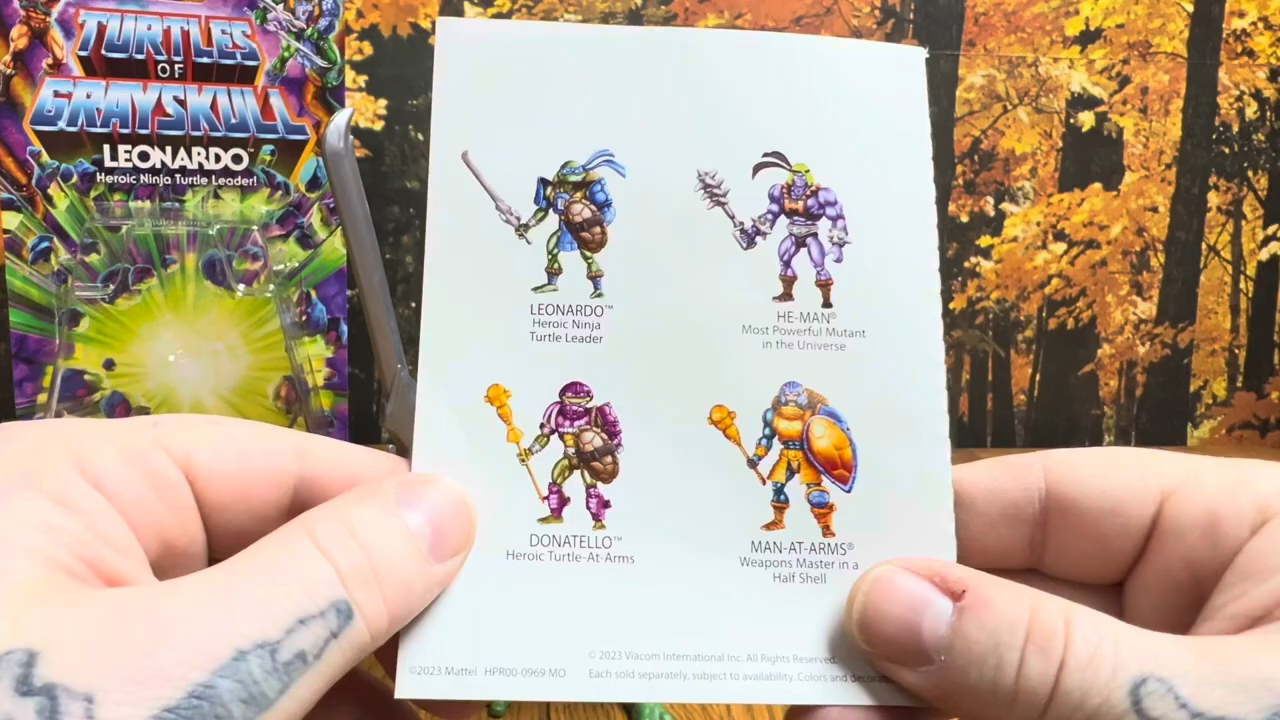 TURTLES
OF
GRAYSKULL
LEONARDO™
Heroic Ninja Turtle Leader!
LEONARDO™
Heroic Ninja
Turtle Leader
HE-MAN®
Most Powerful Mutant
in the Universe
DONATELLO™
Heroic Turtle-At-Arms
MAN-AT-ARMS®
Weapons Master in a
Half Shell
©2023 Mattel HPR00-0969 MO
© 2023 Viacom International Inc. All Rights Reserved.
Each sold separately, subject to availability. Colors and